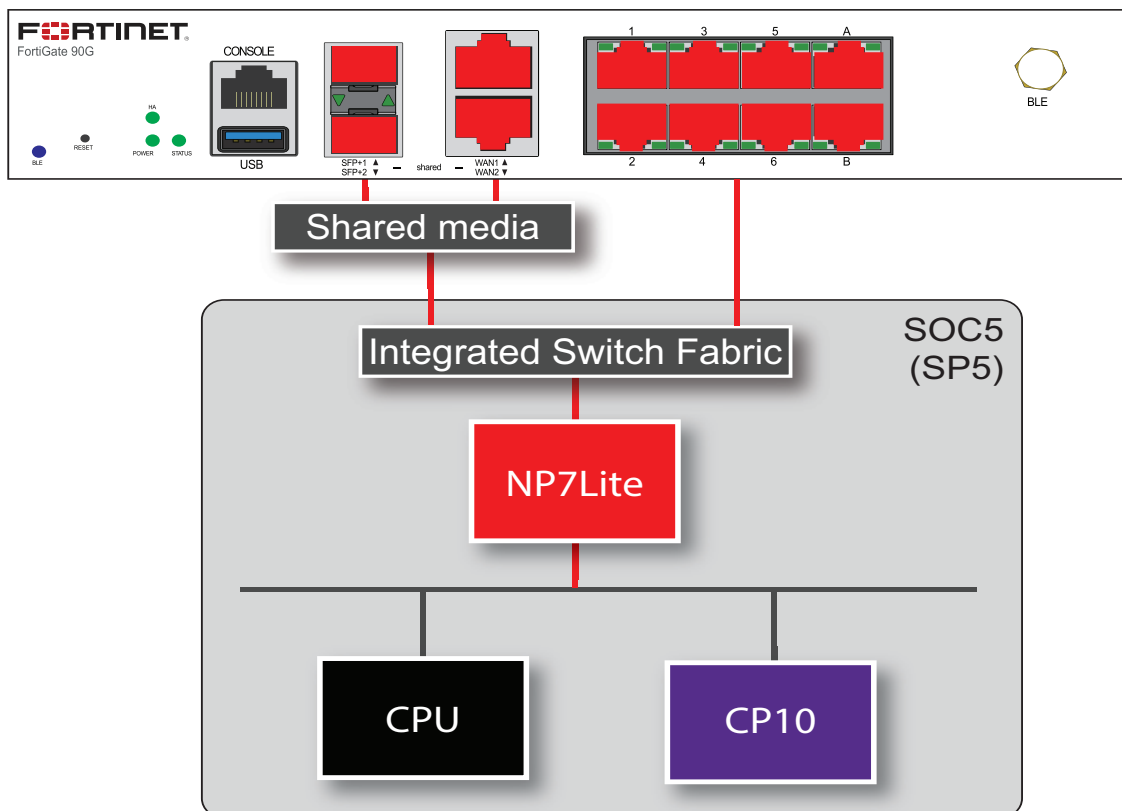 FORTINET
FortiGate 90G
BLE
RESET
HA
POWER
STATUS
CONSOLE
USB
SFP+1 ▲
SFP+2 ▼
shared
WAN1 ▲
WAN2 ▼
1 3 5 A
2 4 6 B
BLE
Shared media
Integrated Switch Fabric
SOC5
(SP5)
NP7Lite
CPU
CP10